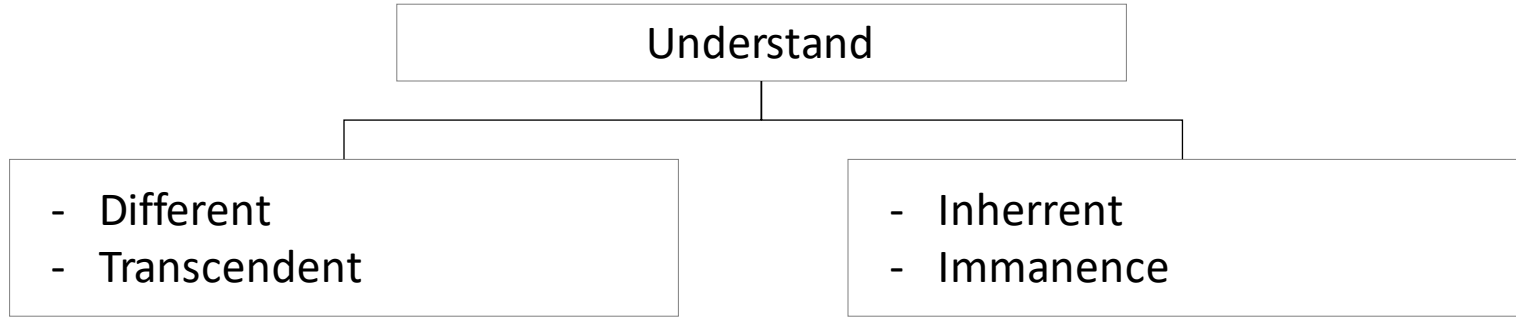 Understand
- Different
- Transcendent
- Inherrent
- Immanence